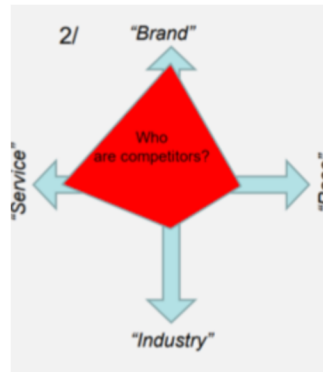 2/
“Brand”
Who
are competitors?
“Service”
“Industry”